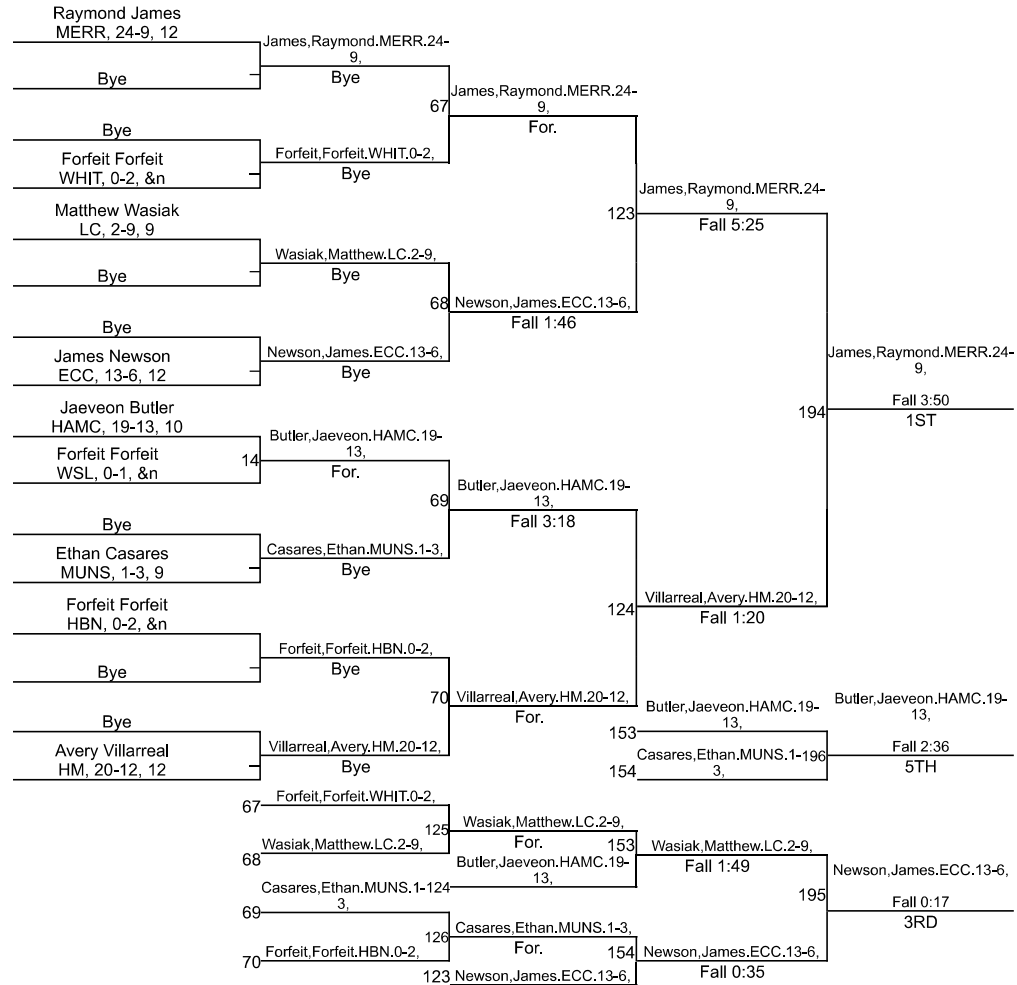 Raymond James
MERR, 24-9, 12
Bye
Bye
Forfeit Forfeit
WHIT, 0-2, &n
Matthew Wasiak
LC, 2-9, 9
Bye
Bye
James Newson
ECC, 13-6, 12
Jaeveon Butler
HAMC, 19-13, 10
Forfeit Forfeit
WSL, 0-1, &n
Bye
Ethan Casares
MUNS, 1-3, 9
Forfeit Forfeit
HBN, 0-2, &n
Bye
Bye
Avery Villarreal
HM, 20-12, 12
James,Raymond.MERR.24-
9,
Bye
Forfeit,Forfeit.WHIT.0-2,
Bye
Wasiak,Matthew.LC.2-9,
Bye
Newson,James.ECC.13-6,
Bye
14
Butler,Jaeveon.HAMC.19-
13,
For.
Casares,Ethan.MUNS.1-3,
Bye
Forfeit,Forfeit.HBN.0-2,
Bye
Villarreal,Avery.HM.20-12,
Bye
67
James,Raymond.MERR.24-
9,
For.
68
Newson,James.ECC.13-6,
Fall 1:46
69
Butler,Jaeveon.HAMC.19-
13,
Fall 3:18
70
Villarreal,Avery.HM.20-12,
For.
123
James,Raymond.MERR.24-
9,
Fall 5:25
124
Villarreal,Avery.HM.20-12,
Fall 1:20
194
James,Raymond.MERR.24-
9,
Fall 3:50
1ST
153
Butler,Jaeveon.HAMC.19-
13,
154
Casares,Ethan.MUNS.1-
3,
196
Butler,Jaeveon.HAMC.19-
13,
Fall 2:36
5TH
67
Forfeit,Forfeit.WHIT.0-2,
68
Wasiak,Matthew.LC.2-9,
69
Casares,Ethan.MUNS.1-
3,
70
Forfeit,Forfeit.HBN.0-2,
125
Wasiak,Matthew.LC.2-9,
For.
124
Butler,Jaeveon.HAMC.19-
13,
126
Casares,Ethan.MUNS.1-3,
For.
123
Newson,James.ECC.13-6,
153
Wasiak,Matthew.LC.2-9,
Fall 1:49
154
Newson,James.ECC.13-6,
Fall 0:35
195
Newson,James.ECC.13-6,
Fall 0:17
3RD